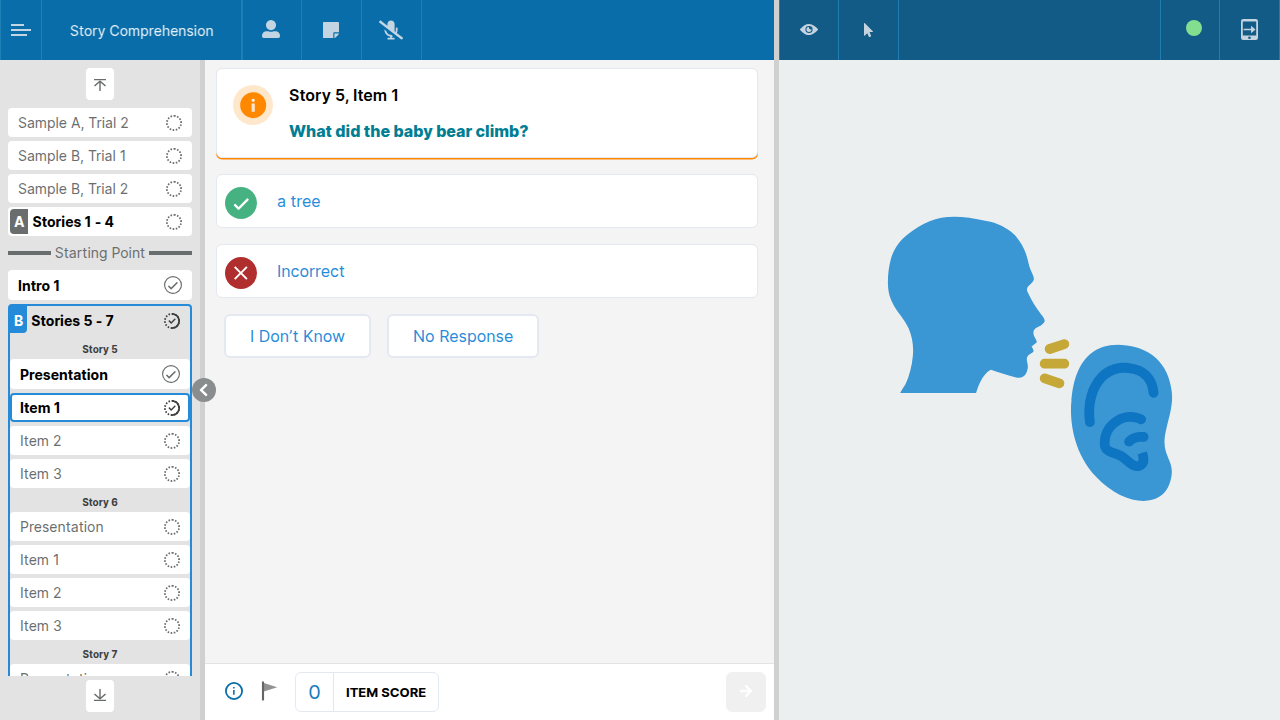 Story Comprehension
Sample A, Trial 2
Sample B, Trial 1
Sample B, Trial 2
A Stories 1 - 4
Starting Point
Intro 1
B Stories 5 - 7
Story 5
Presentation
Item 1
Item 2
Item 3
Story 6
Presentation
Item 1
Item 2
Item 3
Story 7
Story 5, Item 1
What did the baby bear climb?
a tree
Incorrect
I Don’t Know
No Response
0 ITEM SCORE